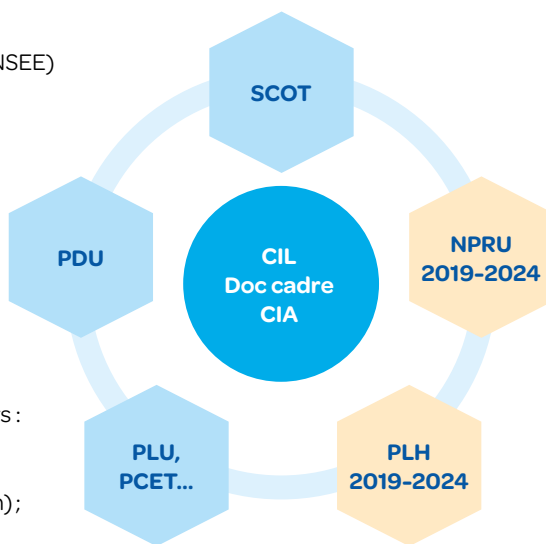 NSEE)
SCOT
PDU
NPRU
2019-2024
CIL
Doc cadre
CIA
s :
PLU,
PCET...
PLH
2019-2024
) ;